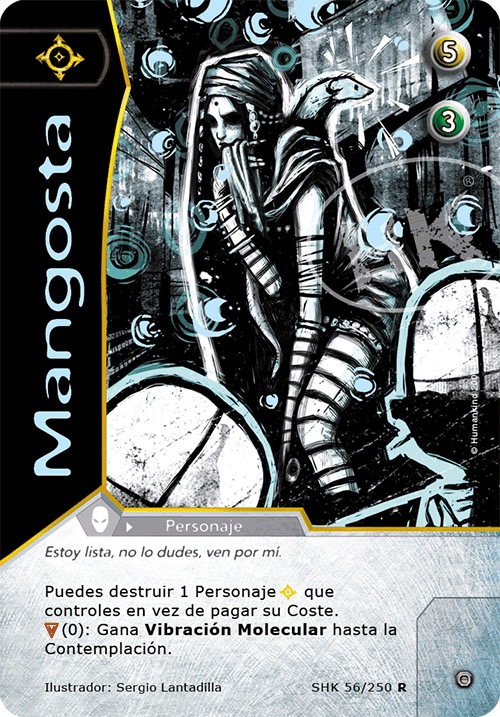 5
3
Mangosta
HK®
© Humankind 200
Personaje
Estoy lista, no lo dudes, ven por mí.
Puedes destruir 1 Personaje que
controles en vez de pagar su Coste.
(0): Gana Vibración Molecular hasta la
Contemplación.
Ilustrador: Sergio Lantadilla SHK 56/250 R